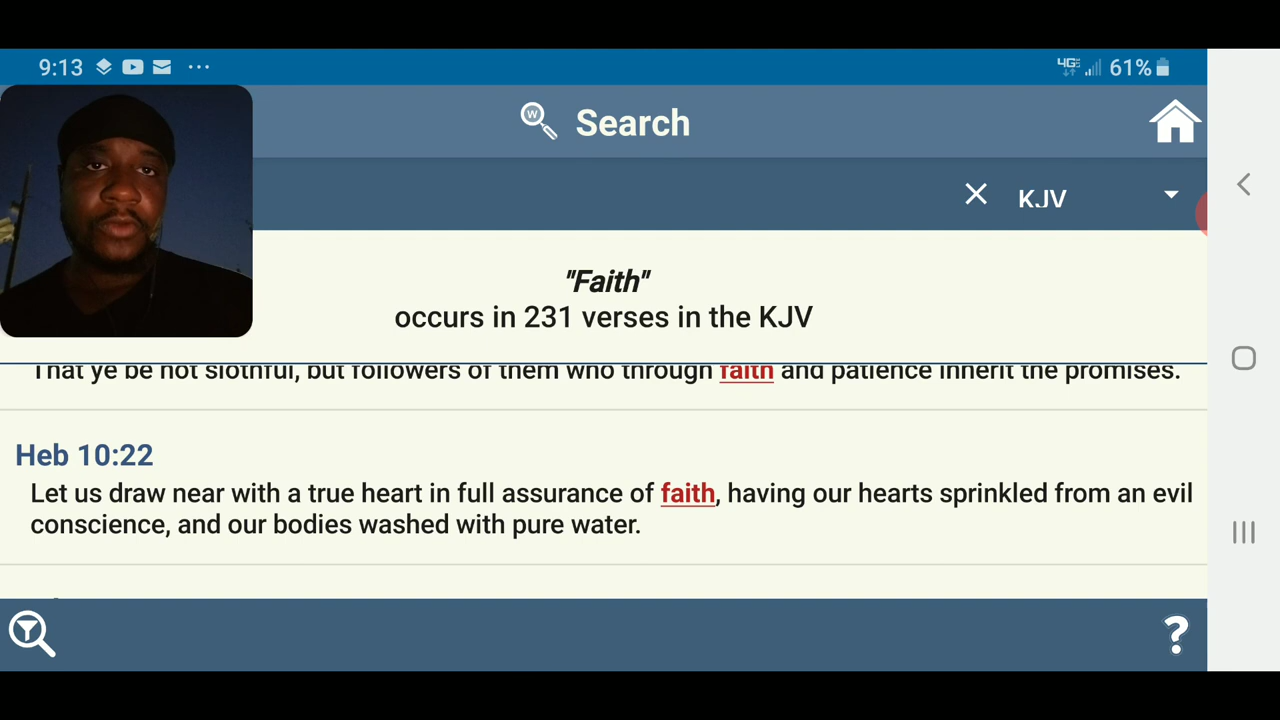 9:13 ... 4GE 61%
W Search
KJV
"Faith"
occurs in 231 verses in the KJV
That ye be not slothful, but followers of them who through faith and patience inherit the promises.
Heb 10:22
Let us draw near with a true heart in full assurance of faith, having our hearts sprinkled from an evil
conscience, and our bodies washed with pure water.
?